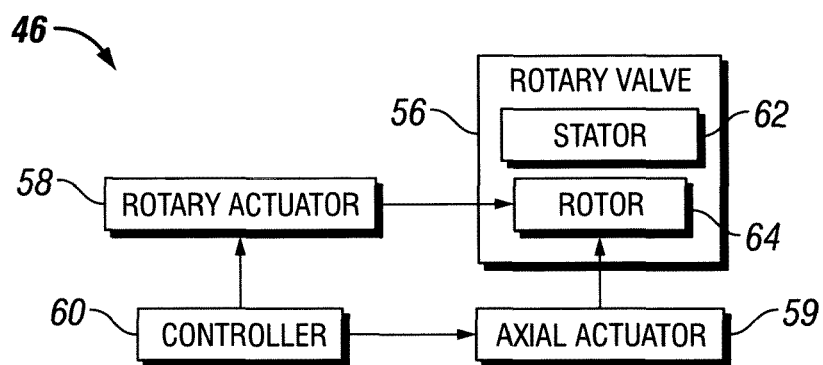 46
ROTARY VALVE
56
STATOR
62
58
ROTARY ACTUATOR
ROTOR
64
60
CONTROLLER
AXIAL ACTUATOR
59